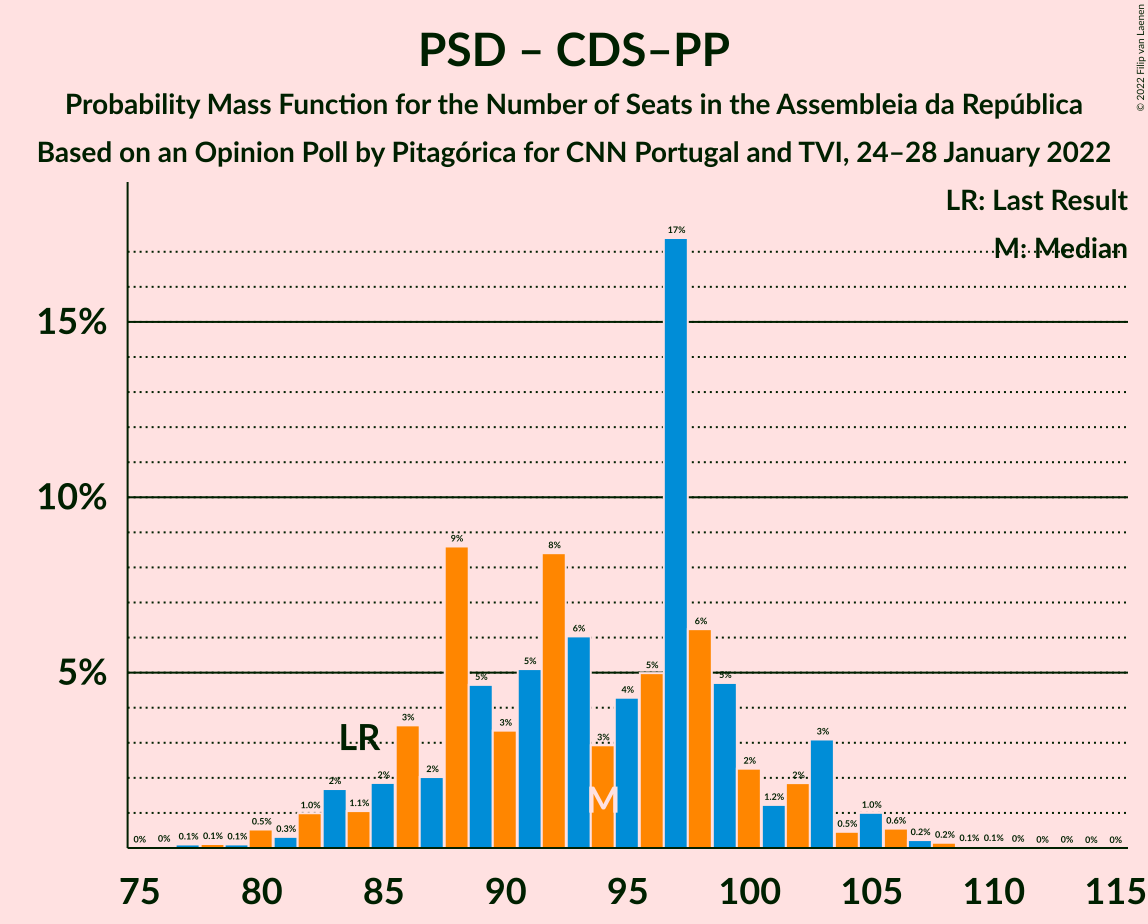 PSD – CDS–PP
Probability Mass Function for the Number of Seats in the Assembleia da República
Based on an Opinion Poll by Pitagórica for CNN Portugal and TVI, 24–28 January 2022
© 2022 Filip van Laenen
LR: Last Result
M: Median
15%
10%
5%
0% 0% 0.1% 0.1% 0.1% 0.5% 0.3% 1.0% 2% 1.1% 2% 3% 2% 9% 5% 3% 5% 8% 6% 3% 4% 5% 17% 6% 5% 2% 1.2% 2% 3% 0.5% 1.0% 0.6% 0.2% 0.2% 0.1% 0.1% 0% 0% 0% 0% 0%
LR
M
75 80 85 90 95 100 105 110 115